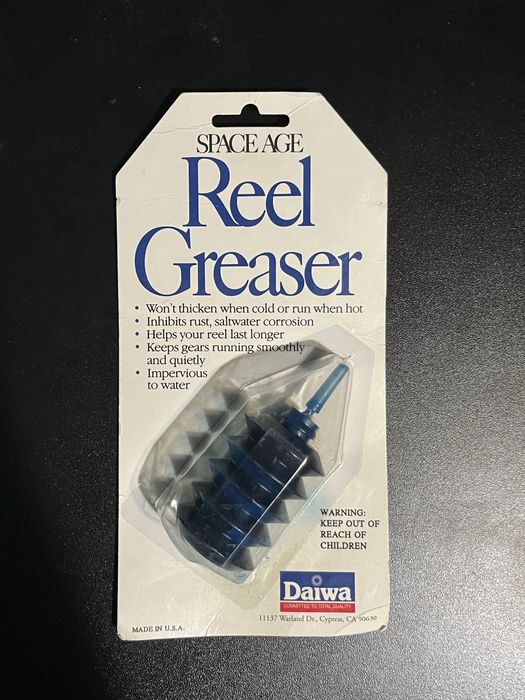 SPACE AGE
Reel
Greaser
• Won't thicken when cold or run when hot
• Inhibits rust, saltwater corrosion
• Helps your reel last longer
• Keeps gears running smoothly
and quietly
• Impervious
to water
WARNING:
KEEP OUT OF
REACH OF
CHILDREN
Daiwa
COMMITTED TO TOTAL QUALITY
11137 Warland Dr., Cypress, CA 90630
MADE IN U.S.A.